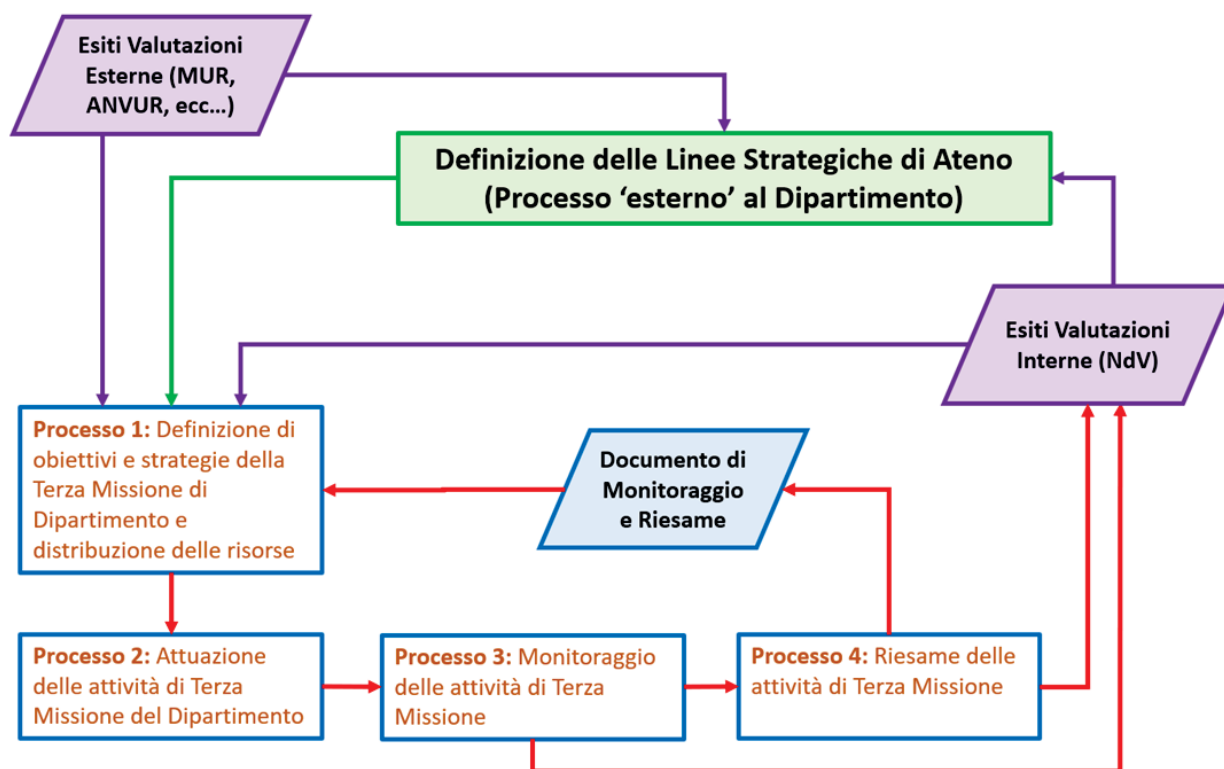 Esiti Valutazioni
Esterne (MUR,
ANVUR, ecc...)
Definizione delle Linee Strategiche di Ateno
(Processo ‘esterno’ al Dipartimento)
Esiti Valutazioni
Interne (NdV)
Processo 1: Definizione di
obiettivi e strategie della
Terza Missione di
Dipartimento e
distribuzione delle risorse
Documento di
Monitoraggio
e Riesame
Processo 2: Attuazione
delle attività di Terza
Missione del Dipartimento
Processo 3: Monitoraggio
delle attività di Terza
Missione
Processo 4: Riesame delle
attività di Terza Missione